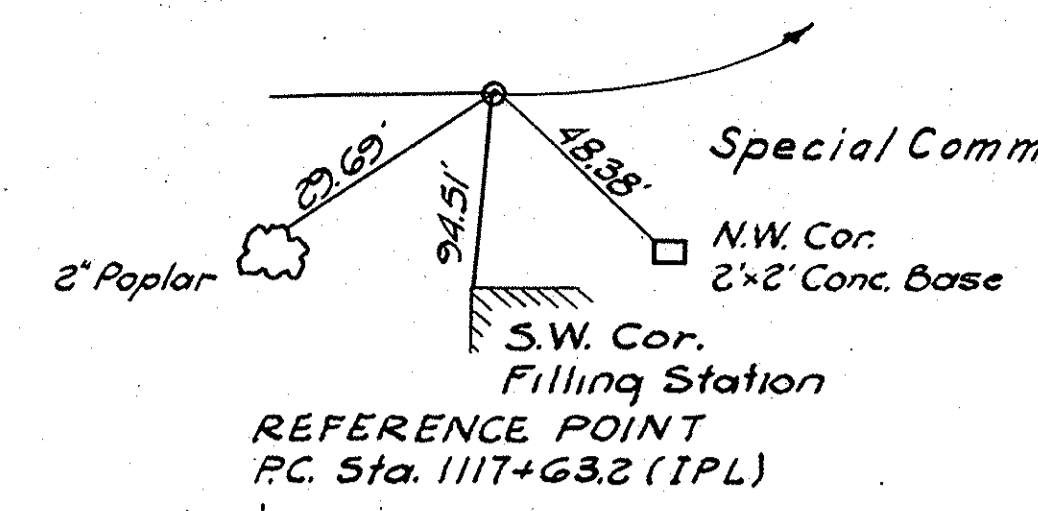 29.69'
94.51'
48.38'
Special Comm
2" Poplar
N.W. Cor.
2'x2' Conc. Base
S.W. Cor.
Filling Station
REFERENCE POINT
P.C. Sta. 1117+63.2 (IPL)